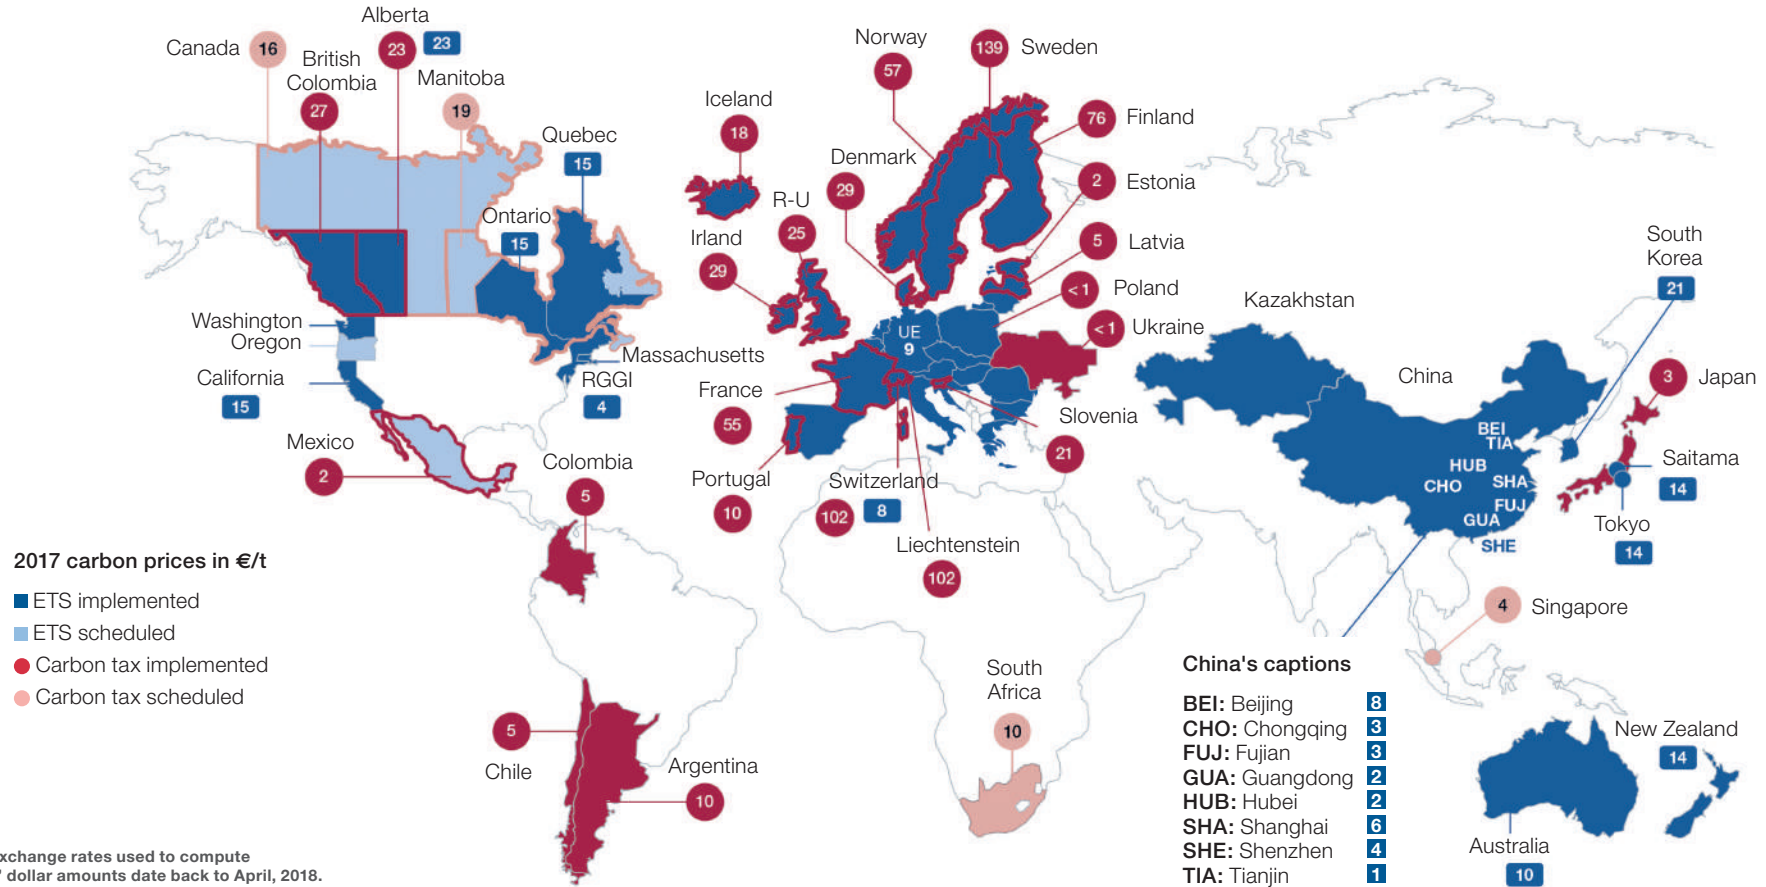 Alberta
23
23
Canada
16
British
Colombia
27
Manitoba
19
Quebec
15
Ontario
15
Washington
Oregon
California
15
Massachusetts
RGGI
4
Mexico
2
Colombia
5
Chile
5
Argentina
10
Norway
57
139
Sweden
Iceland
18
76
Finland
Denmark
29
2
Estonia
R-U
25
Irland
29
5
Latvia
<1
Poland
<1
Ukraine
UE
9
France
55
Slovenia
21
Portugal
10
Switzerland
102
8
Liechtenstein
102
South
Africa
10
Kazakhstan
China
BEI
TIA
HUB
CHO
SHA
FUJ
GUA
SHE
South
Korea
21
3
Japan
Saitama
14
Tokyo
14
4
Singapore
New Zealand
14
Australia
10
2017 carbon prices in €/t
ETS implemented
ETS scheduled
Carbon tax implemented
Carbon tax scheduled
China's captions
BEI: Beijing 8
CHO: Chongqing 3
FUJ: Fujian 3
GUA: Guangdong 2
HUB: Hubei 2
SHA: Shanghai 6
SHE: Shenzhen 4
TIA: Tianjin 1
xchange rates used to compute
dollar amounts date back to April, 2018.